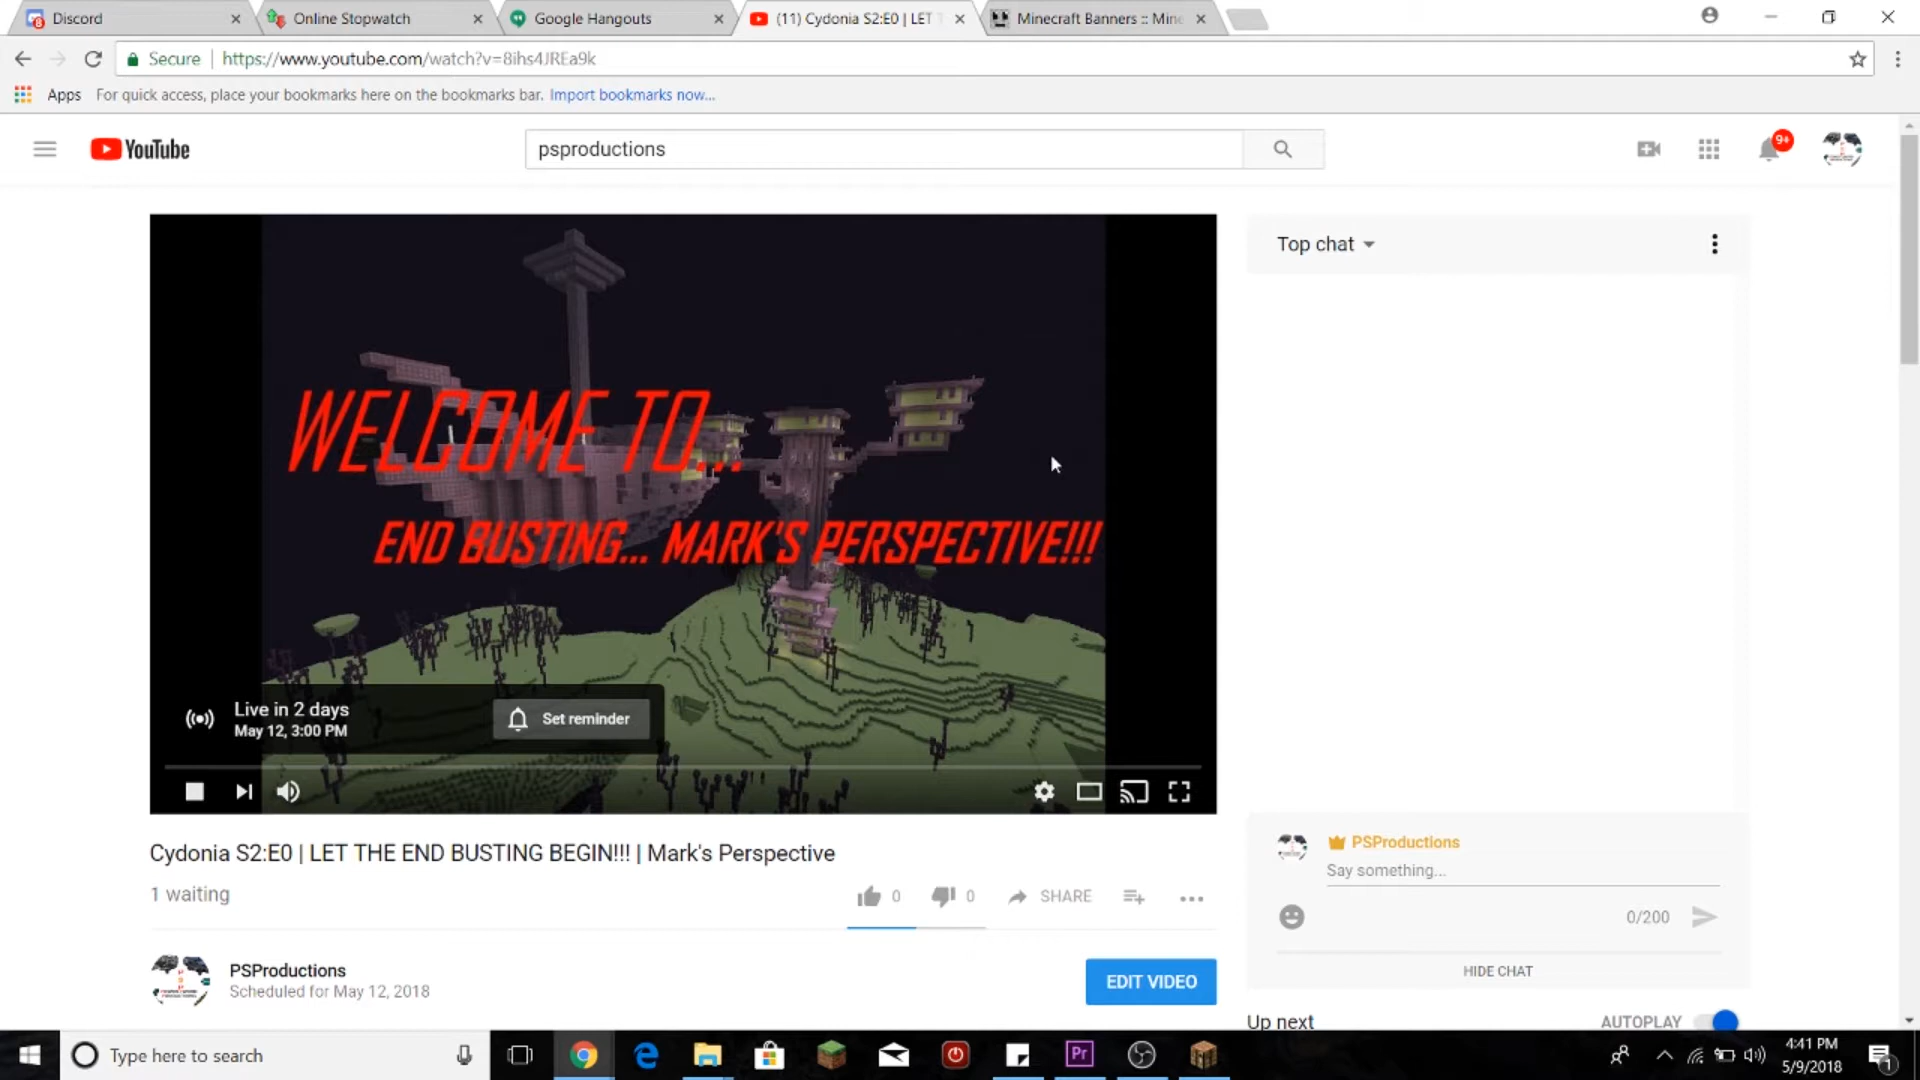 Discord
Online Stopwatch
Google Hangouts
(11) Cydonia S2:E0 | LET T
Minecraft Banners :: Mine
Secure
https://www.youtube.com/watch?v=8ihs4JREa9k
Apps
For quick access, place your bookmarks here on the bookmarks bar. Import bookmarks now...
YouTube
psproductions
9+
Top chat
WELCOME TO...
END BUSTING... MARK'S PERSPECTIVE!!!
Live in 2 days
May 12, 3:00 PM
Set reminder
Cydonia S2:E0 | LET THE END BUSTING BEGIN!!! | Mark's Perspective
1 waiting
0
0
SHARE
PSProductions
Say something...
0/200
HIDE CHAT
PSProductions
Scheduled for May 12, 2018
EDIT VIDEO
Up next
AUTOPLAY
Type here to search
Pr
4:41 PM
5/9/2018
1